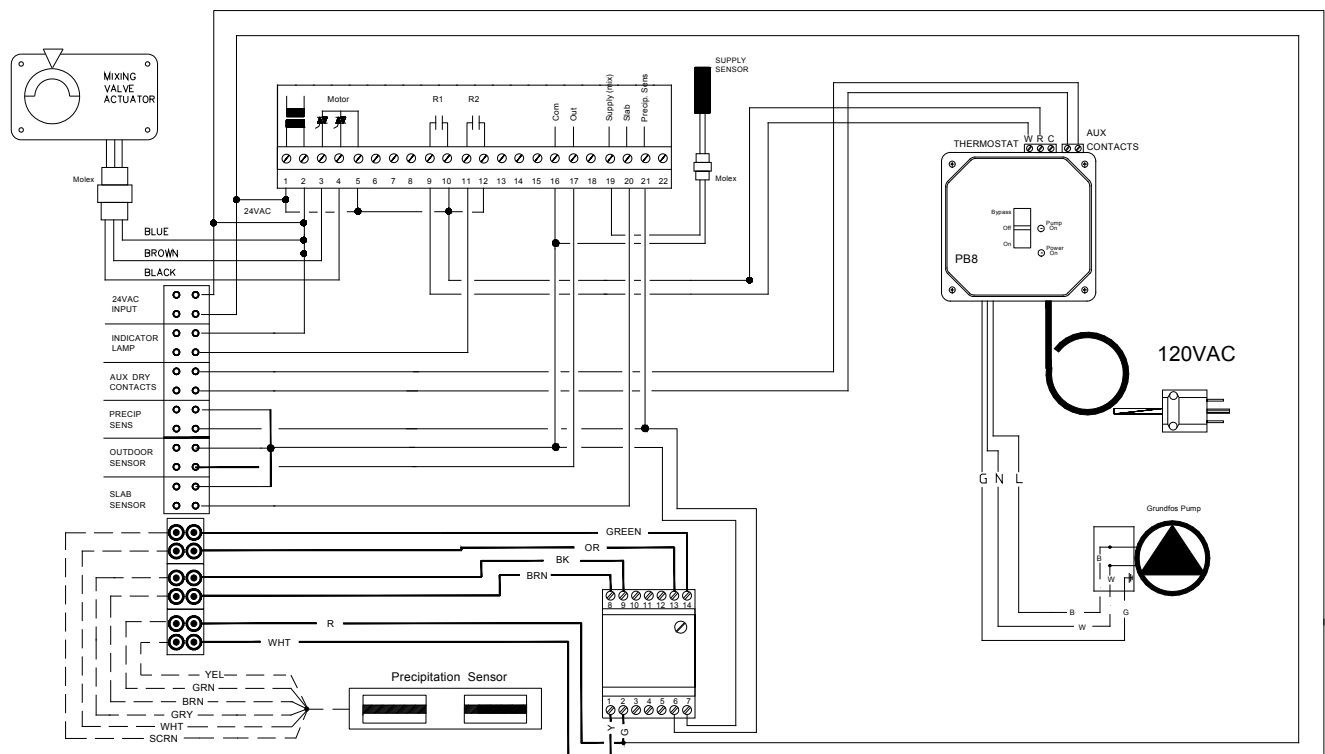 MIXING
VALVE
ACTUATOR
Molex
BLUE
BROWN
BLACK
24VAC
Motor
R1
R2
Com
Out
Supply (mix)
Slab
Precip. Sens
1 2 3 4 5 6 7 8 9 10 11 12 13 14 15 16 17 18 19 20 21 22
SUPPLY
SENSOR
Molex
THERMOSTAT
W R C
AUX
CONTACTS
Bypass
Off
On
Pump
On
Power
On
PB8
120VAC
G N L
Grundfos Pump
B
W
B
W
G
24VAC
INPUT
INDICATOR
LAMP
AUX DRY
CONTACTS
PRECIP
SENS
OUTDOOR
SENSOR
SLAB
SENSOR
GREEN
OR
BK
BRN
R
WHT
8 9 10 11 12 13 14
1 2 3 4 5 6 7
Y
G
YEL
GRN
BRN
GRY
WHT
SCRN
Precipitation Sensor